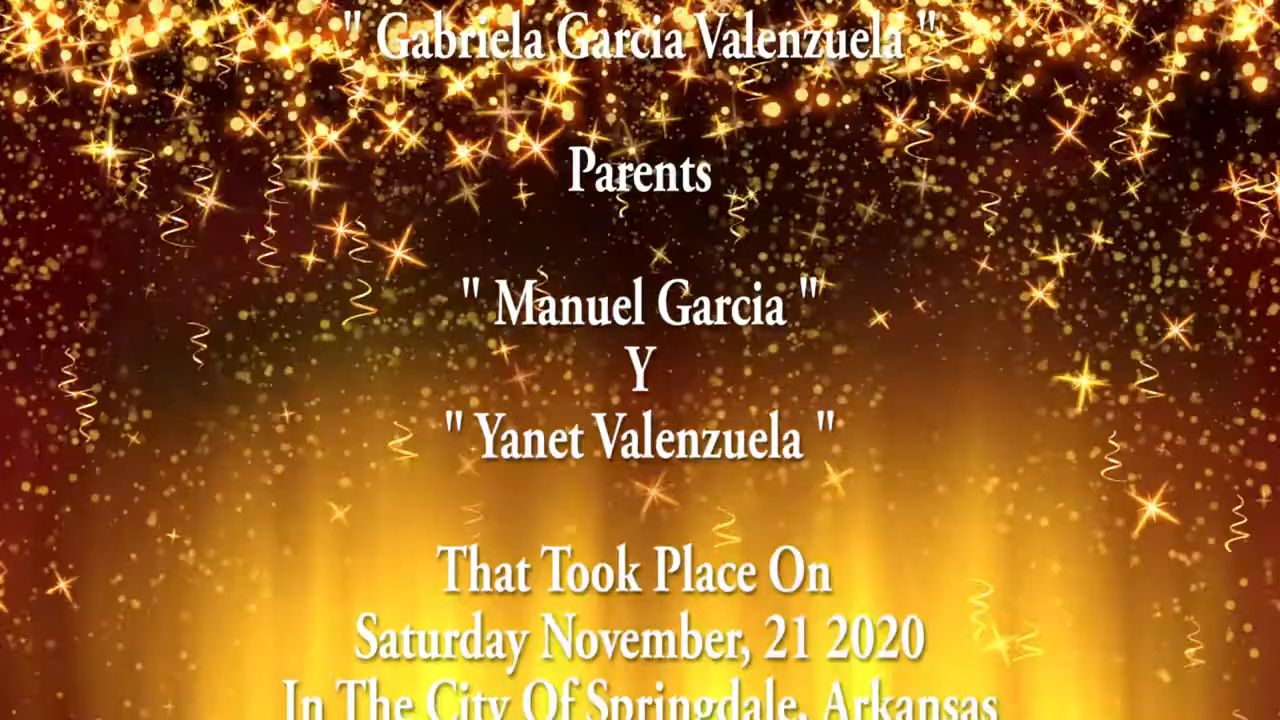 " Gabriela Garcia Valenzuela "
Parents
" Manuel Garcia "
Y
" Yanet Valenzuela "
That Took Place On
Saturday November, 21 2020
In The City Of Springdale, Arkansas